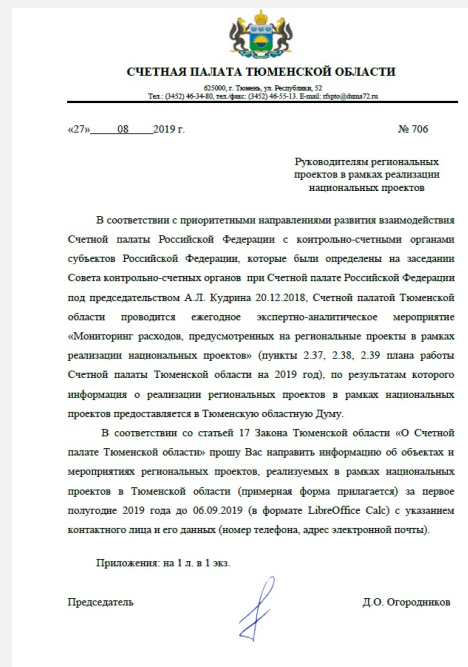 СЧЕТНАЯ ПАЛАТА ТЮМЕНСКОЙ ОБЛАСТИ
625000, г. Тюмень, ул. Республики, 52
Тел.: (3452) 46-34-80, тел./факс: (3452) 46-55-13. E-mail: rfspto@duma72.ru
«27» 08 2019 г. № 706
Руководителям региональных
проектов в рамках реализации
национальных проектов
В соответствии с приоритетными направлениями развития взаимодействия
Счетной палаты Российской Федерации с контрольно-счетными органами
субъектов Российской Федерации, которые были определены на заседании
Совета контрольно-счетных органов при Счетной палате Российской Федерации
под председательством А.Л. Кудрина 20.12.2018, Счетной палатой Тюменской
области проводится ежегодное экспертно-аналитическое мероприятие
«Мониторинг расходов, предусмотренных на региональные проекты в рамках
реализации национальных проектов» (пункты 2.37, 2.38, 2.39 плана работы
Счетной палаты Тюменской области на 2019 год), по результатам которого
информация о реализации региональных проектов в рамках национальных
проектов предоставляется в Тюменскую областную Думу.
В соответствии со статьей 17 Закона Тюменской области «О Счетной
палате Тюменской области» прошу Вас направить информацию об объектах и
мероприятиях региональных проектов, реализуемых в рамках национальных
проектов в Тюменской области (примерная форма прилагается) за первое
полугодие 2019 года до 06.09.2019 (в формате LibreOffice Calc) с указанием
контактного лица и его данных (номер телефона, адрес электронной почты).
Приложения: на 1 л. в 1 экз.
Председатель Д.О. Огородников